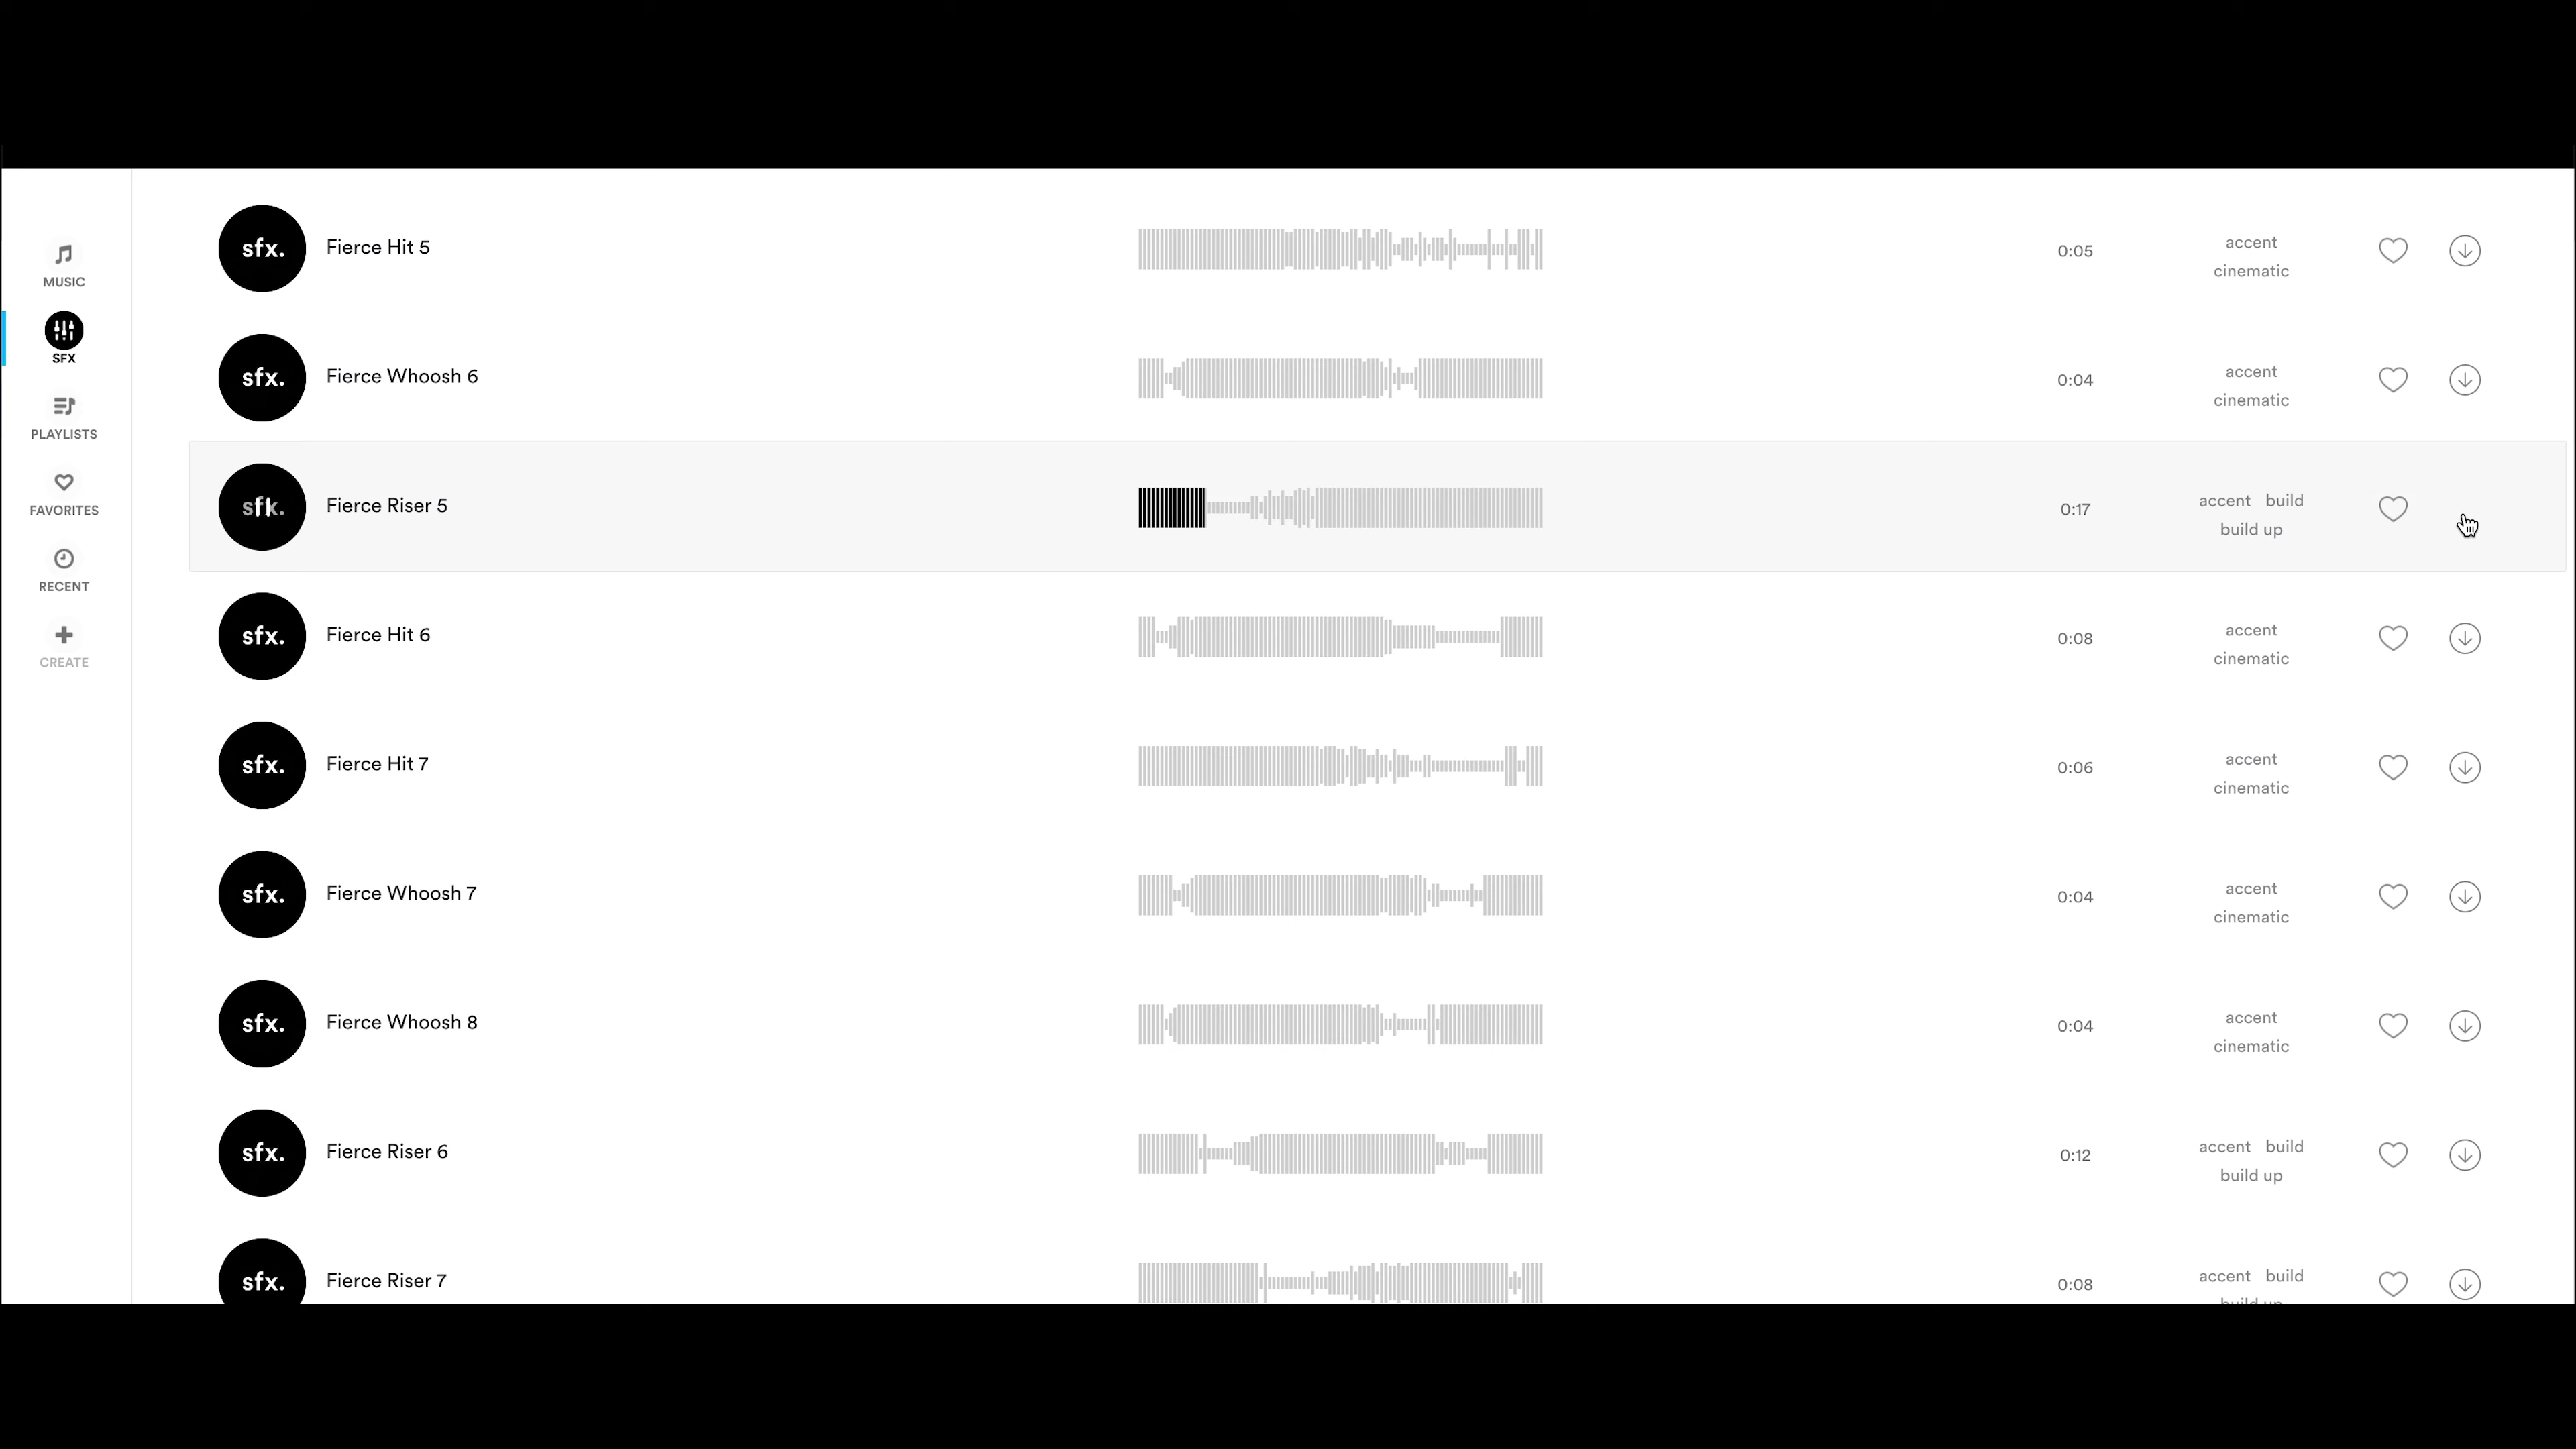 MUSIC
SFX
PLAYLISTS
FAVORITES
RECENT
CREATE
sfx. Fierce Hit 5 0:05 accent
cinematic
sfx. Fierce Whoosh 6 0:04 accent
cinematic
Fierce Riser 5 0:17 accent build
build up
sfx. Fierce Hit 6 0:08 accent
cinematic
sfx. Fierce Hit 7 0:06 accent
cinematic
sfx. Fierce Whoosh 7 0:04 accent
cinematic
sfx. Fierce Whoosh 8 0:04 accent
cinematic
sfx. Fierce Riser 6 0:12 accent build
build up
sfx. Fierce Riser 7 0:08 accent build